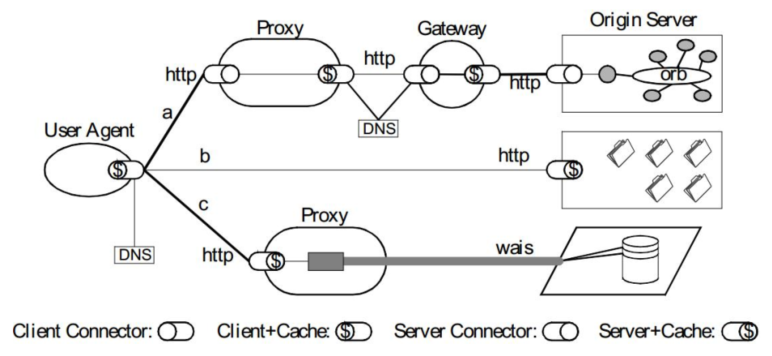 Origin Server
Proxy
Gateway
http
http
$
$
http
orb
a
DNS
User Agent
$
b
http
$
c
Proxy
DNS
http
$
wais
Client Connector:
Client+Cache: $
Server Connector:
Server+Cache: $